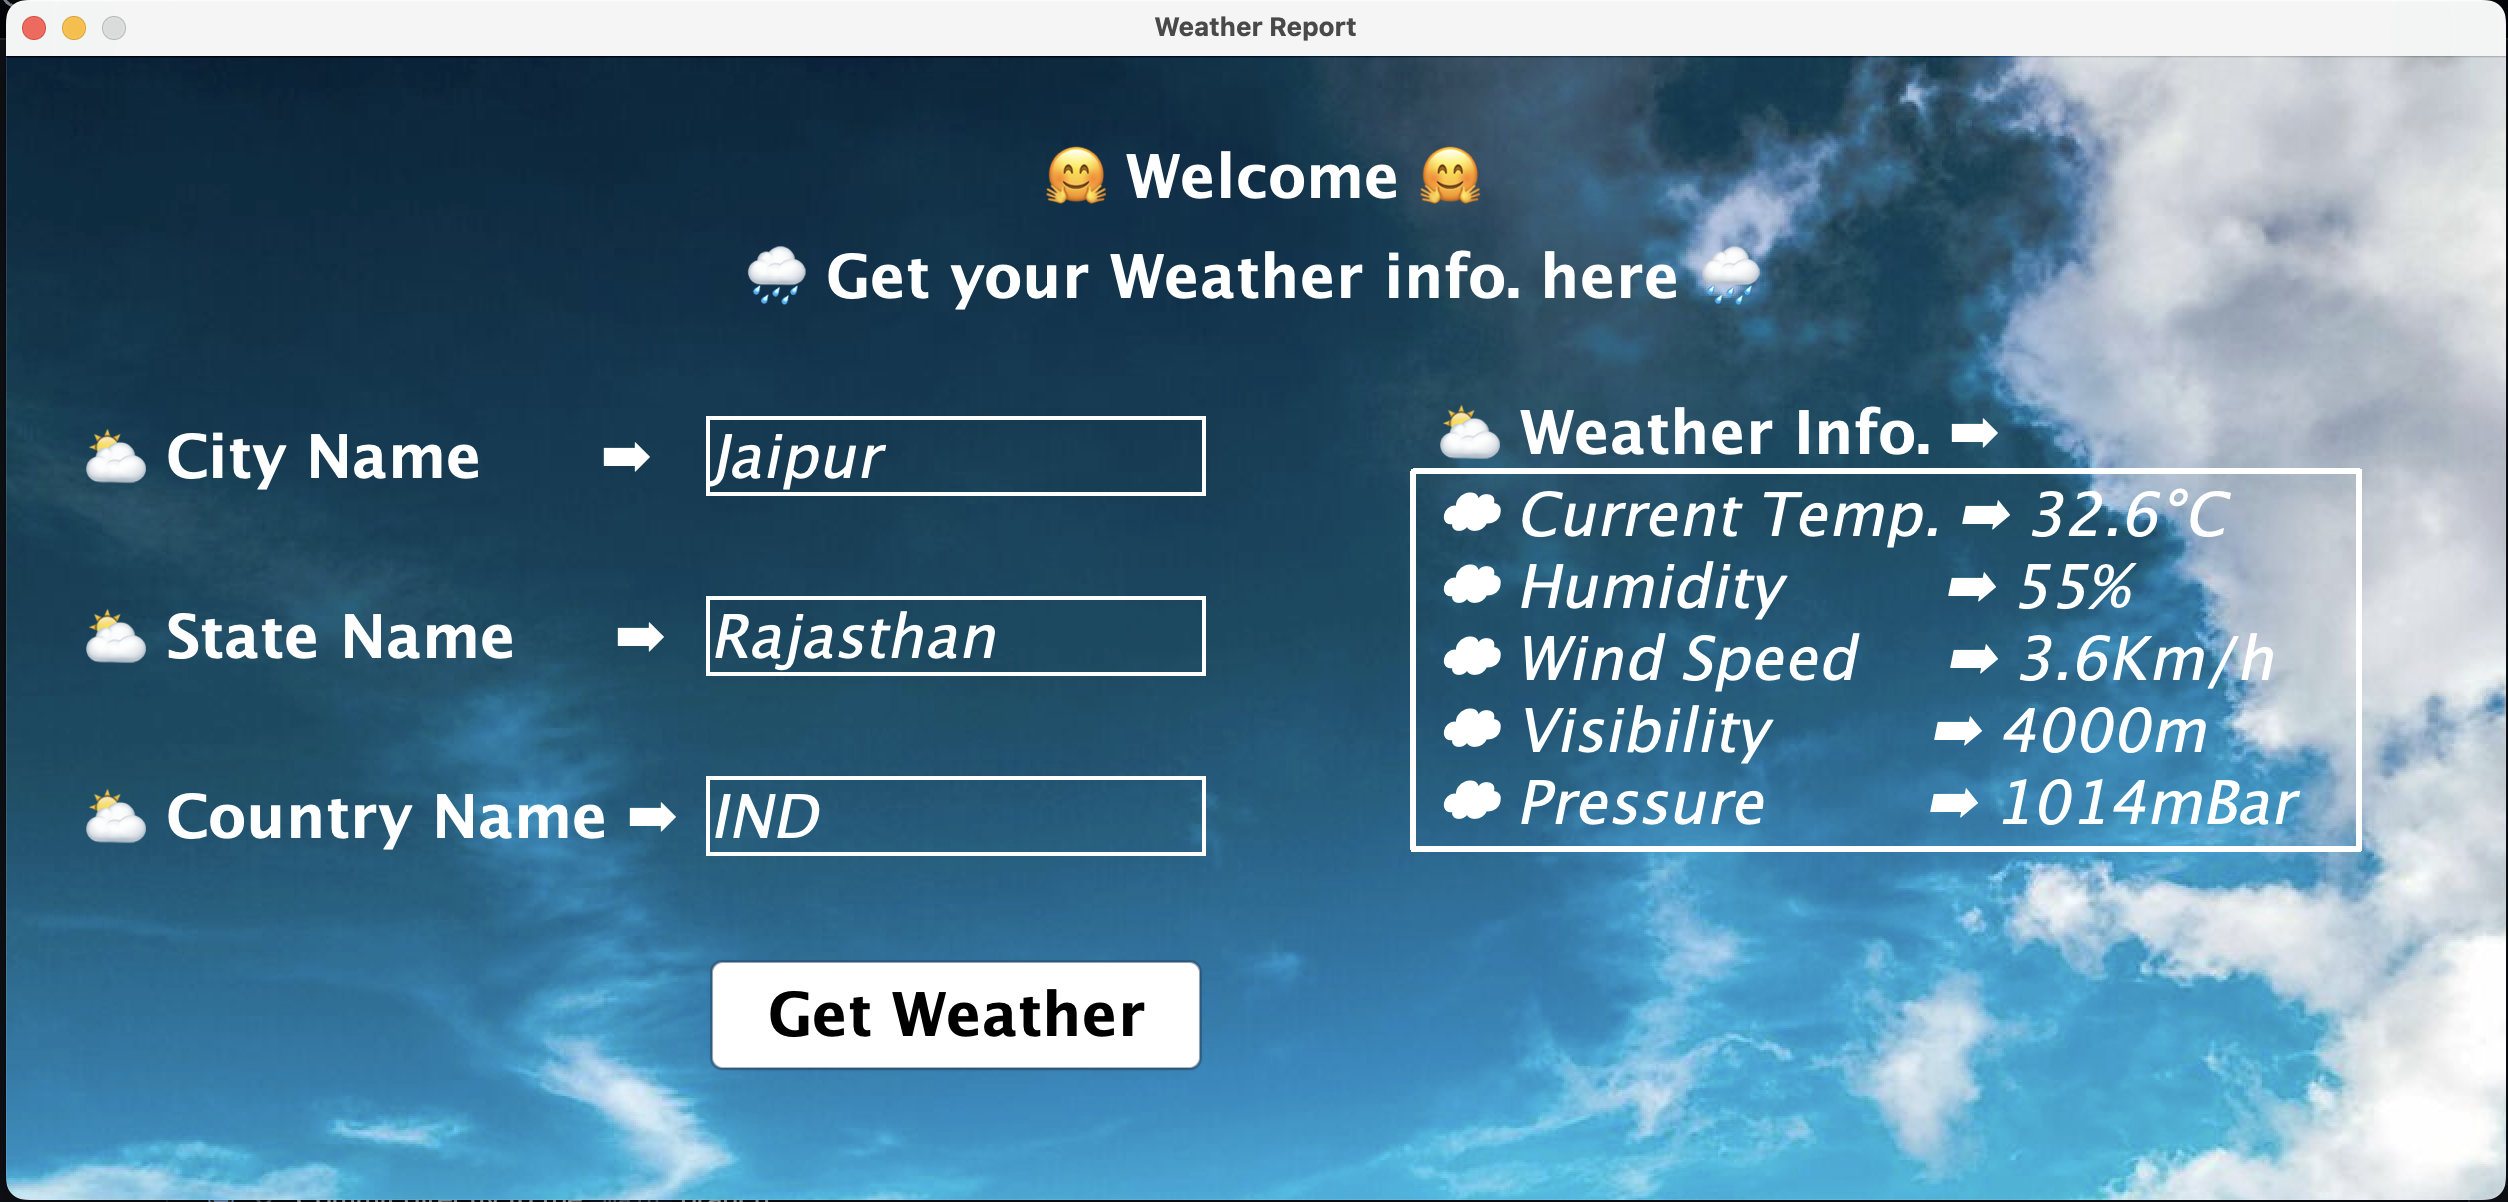 Weather Report
🤗 Welcome 🤗
🌧️ Get your Weather info. here 🌧️
🌥️ City Name ➡ Jaipur
🌥️ State Name ➡ Rajasthan
🌥️ Country Name ➡ IND
Get Weather
🌥️ Weather Info. ➡
☁ Current Temp. ➡ 32.6°C
☁ Humidity ➡ 55%
☁ Wind Speed ➡ 3.6Km/h
☁ Visibility ➡ 4000m
☁ Pressure ➡ 1014mBar